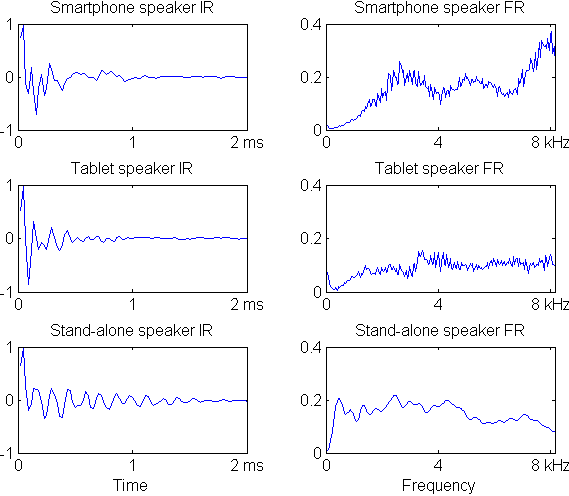 Smartphone speaker IR
Smartphone speaker FR
1
0
-1
0 1 2 ms
0.4
0.2
0
0 4 8 kHz
Tablet speaker IR
Tablet speaker FR
1
0
-1
0 1 2 ms
0.4
0.2
0
0 4 8 kHz
Stand-alone speaker IR
Stand-alone speaker FR
1
0
-1
0 1 2 ms
Time
0.4
0.2
0
0 4 8 kHz
Frequency